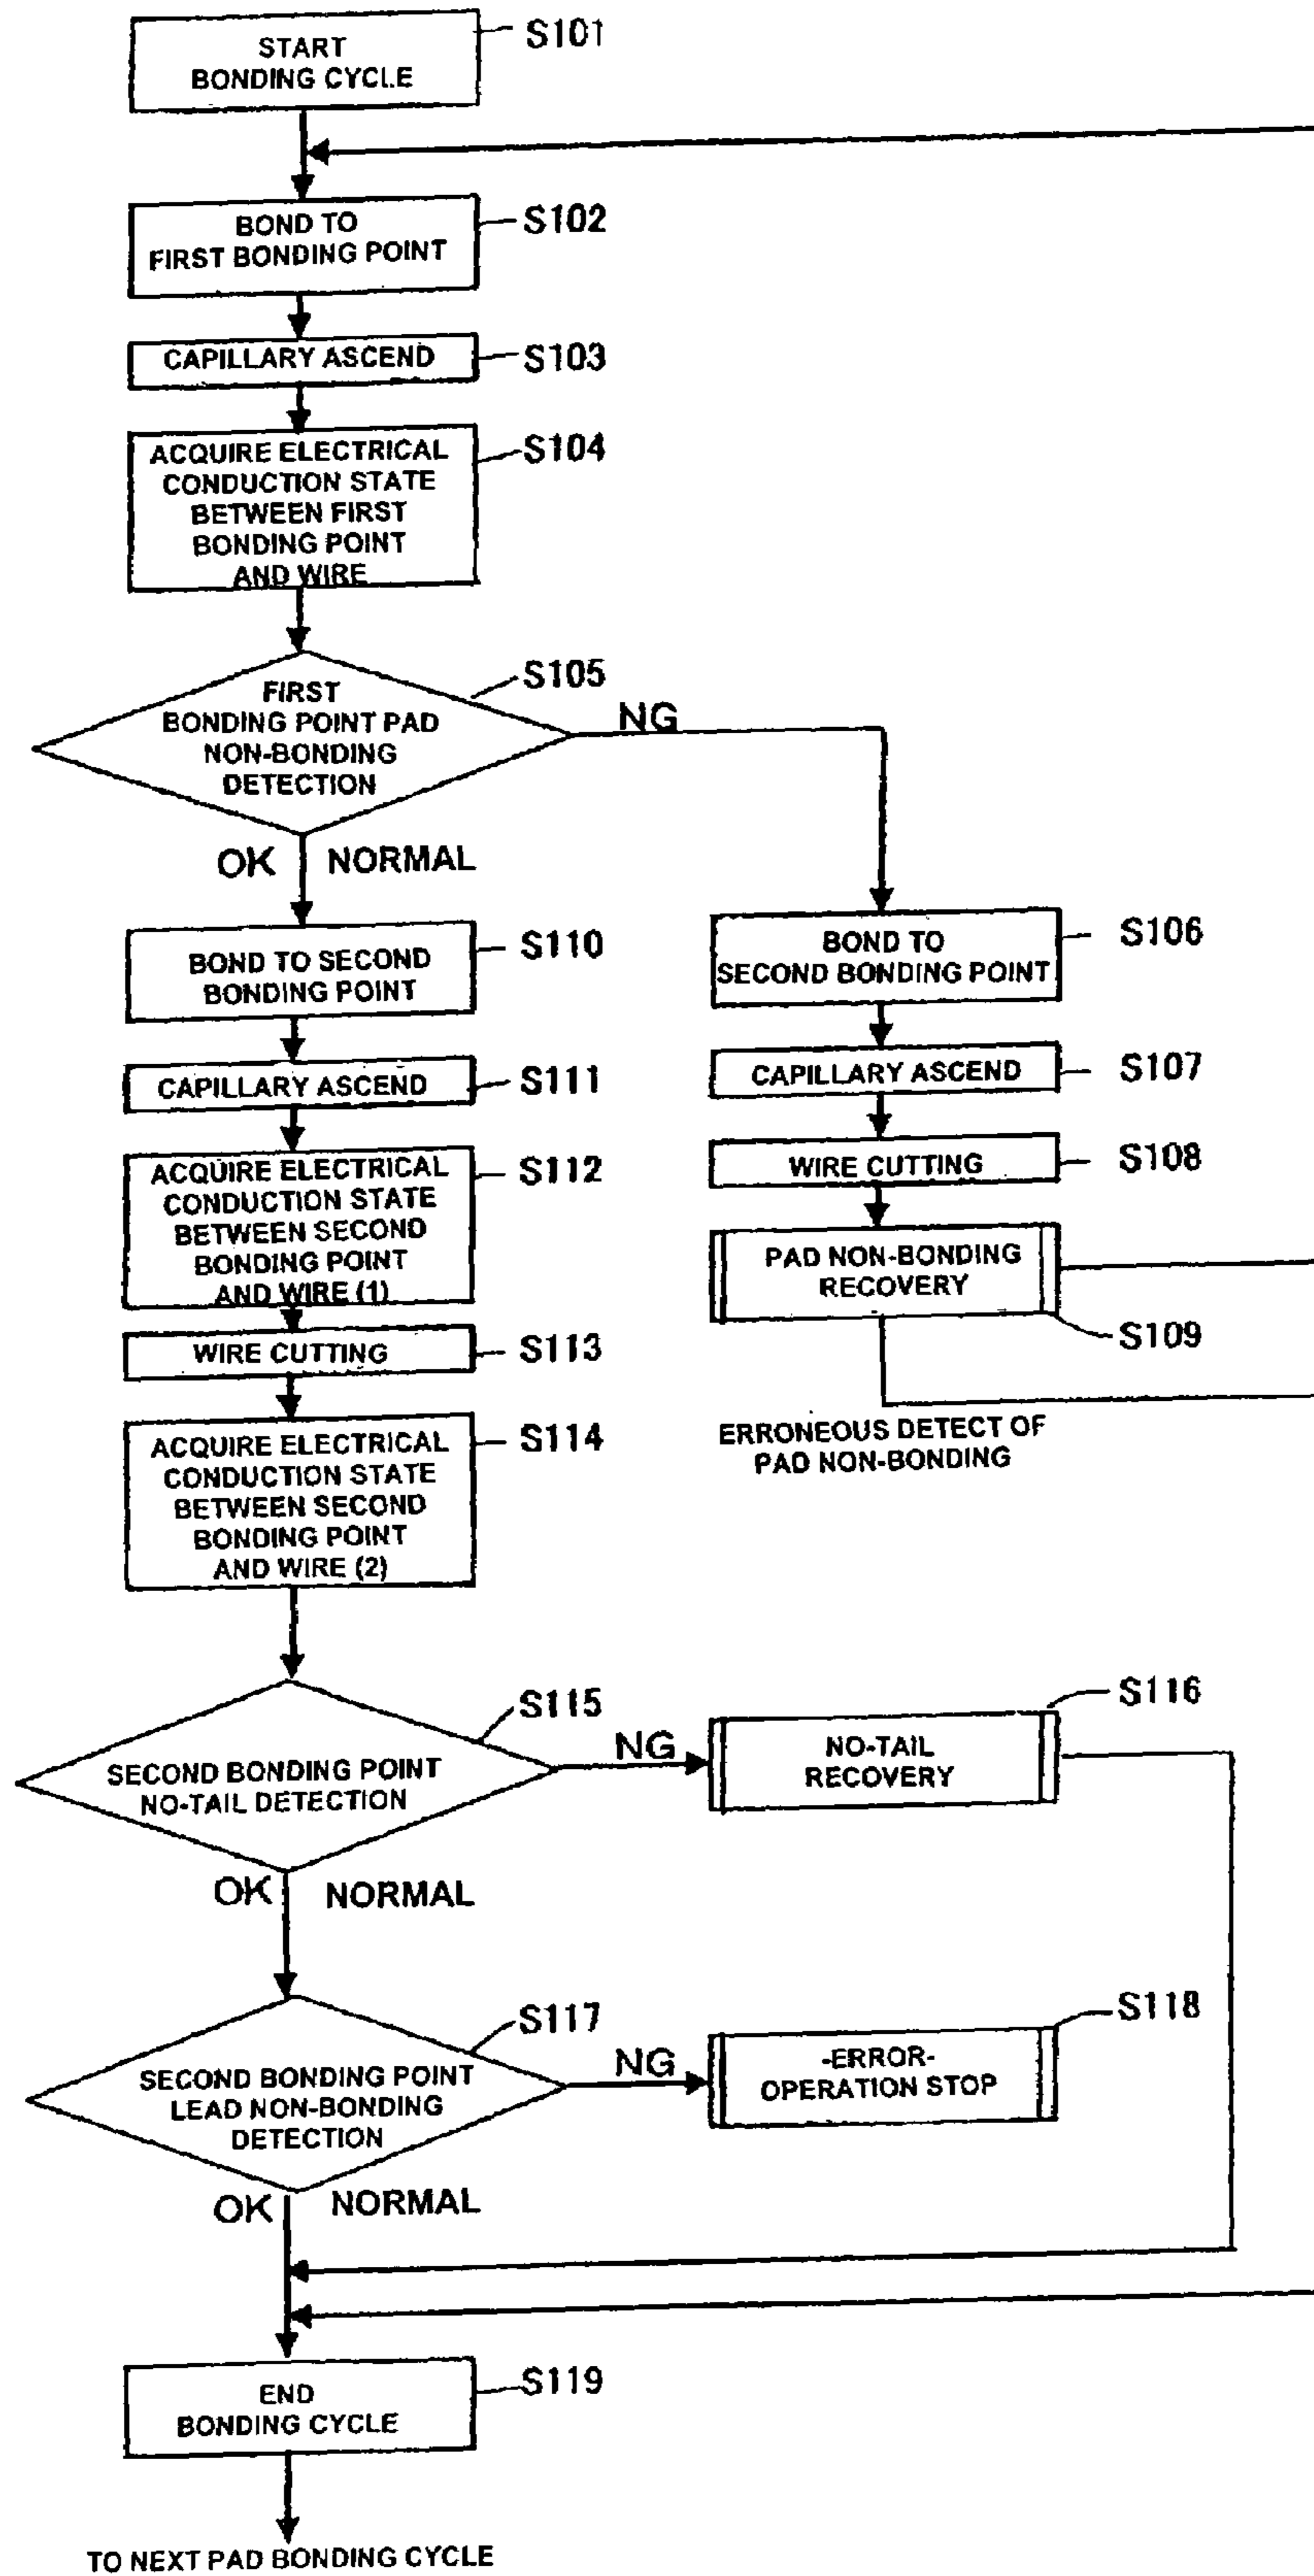 START
BONDING CYCLE
S101
BOND TO
FIRST BONDING POINT
S102
CAPILLARY ASCEND
S103
ACQUIRE ELECTRICAL
CONDUCTION STATE
BETWEEN FIRST
BONDING POINT
AND WIRE
S104
FIRST
BONDING POINT PAD
NON-BONDING
DETECTION
S105
NG
OK NORMAL
BOND TO SECOND
BONDING POINT
S110
BOND TO
SECOND BONDING POINT
S106
CAPILLARY ASCEND
S111
CAPILLARY ASCEND
S107
ACQUIRE ELECTRICAL
CONDUCTION STATE
BETWEEN SECOND
BONDING POINT
AND WIRE (1)
S112
WIRE CUTTING
S108
PAD NON-BONDING
RECOVERY
S109
WIRE CUTTING
S113
ACQUIRE ELECTRICAL
CONDUCTION STATE
BETWEEN SECOND
BONDING POINT
AND WIRE (2)
S114
ERRONEOUS DETECT OF
PAD NON-BONDING
SECOND BONDING POINT
NO-TAIL DETECTION
S115
NG
NO-TAIL
RECOVERY
S116
OK NORMAL
SECOND BONDING POINT
LEAD NON-BONDING
DETECTION
S117
NG
-ERROR-
OPERATION STOP
S118
OK NORMAL
END
BONDING CYCLE
S119
TO NEXT PAD BONDING CYCLE